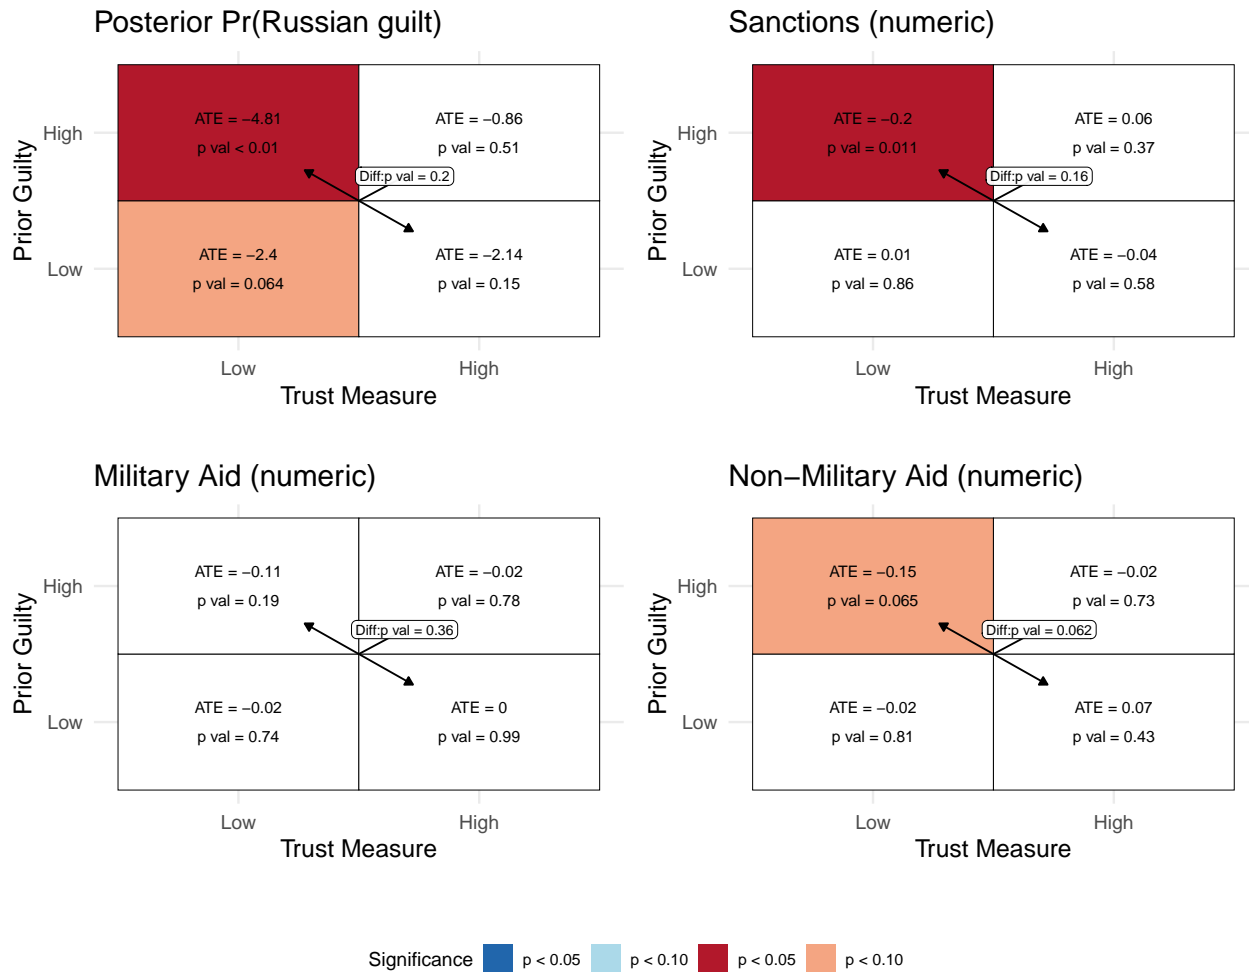 Posterior Pr(Russian guilt)
Prior Guilty
High
Low
ATE = −4.81
p val < 0.01
ATE = −0.86
p val = 0.51
Diff:p val = 0.2
ATE = −2.4
p val = 0.064
ATE = −2.14
p val = 0.15
Low
High
Trust Measure
Sanctions (numeric)
Prior Guilty
High
Low
ATE = −0.2
p val = 0.011
ATE = 0.06
p val = 0.37
Diff:p val = 0.16
ATE = 0.01
p val = 0.86
ATE = −0.04
p val = 0.58
Low
High
Trust Measure
Military Aid (numeric)
Prior Guilty
High
Low
ATE = −0.11
p val = 0.19
ATE = −0.02
p val = 0.78
Diff:p val = 0.36
ATE = −0.02
p val = 0.74
ATE = 0
p val = 0.99
Low
High
Trust Measure
Non−Military Aid (numeric)
Prior Guilty
High
Low
ATE = −0.15
p val = 0.065
ATE = −0.02
p val = 0.73
Diff:p val = 0.062
ATE = −0.02
p val = 0.81
ATE = 0.07
p val = 0.43
Low
High
Trust Measure
Significance p < 0.05 p < 0.10 p < 0.05 p < 0.10